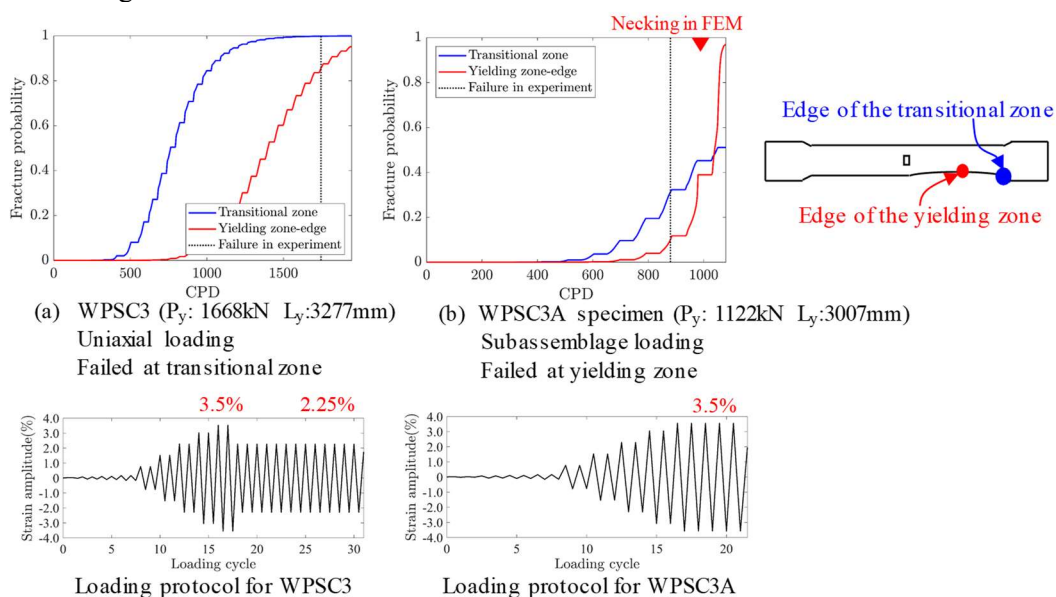 Necking in FEM
1
0.8
0.6
0.4
0.2
0
Fracture probability
Transitional zone
Yielding zone-edge
Failure in experiment
0
500
1000
1500
CPD
1
0.8
0.6
0.4
0.2
0
Fracture probability
Transitional zone
Yielding zone-edge
Failure in experiment
0
200
400
600
800
1000
CPD
Edge of the transitional zone
Edge of the yielding zone
(a) WPSC3 (Py: 1668kN Ly:3277mm)
Uniaxial loading
Failed at transitional zone
(b) WPSC3A specimen (Py: 1122kN Ly:3007mm)
Subassemblage loading
Failed at yielding zone
3.5%
2.25%
4.0
3.0
2.0
1.0
0
-1.0
-2.0
-3.0
-4.0
Strain amplitude(%)
0
5
10
15
20
25
30
Loading cycle
Loading protocol for WPSC3
3.5%
4.0
3.0
2.0
1.0
0
-1.0
-2.0
-3.0
-4.0
Strain amplitude(%)
0
5
10
15
20
Loading cycle
Loading protocol for WPSC3A